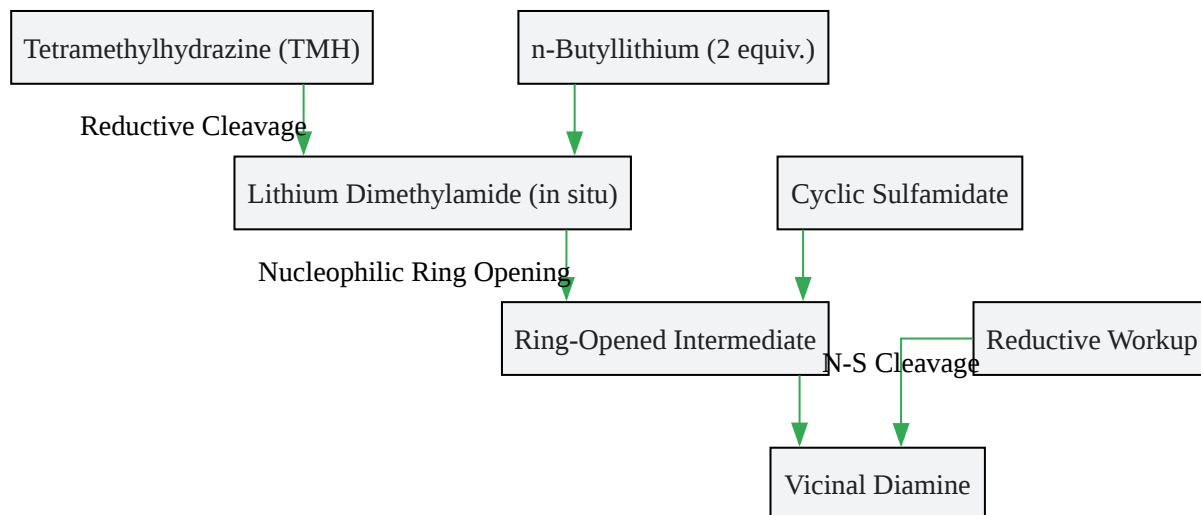 Tetramethylhydrazine (TMH)
n-Butyllithium (2 equiv.)
Reductive Cleavage
Lithium Dimethylamide (in situ)
Cyclic Sulfamidate
Nucleophilic Ring Opening
Ring-Opened Intermediate
Reductive Workup
N-S Cleavage
Vicinal Diamine